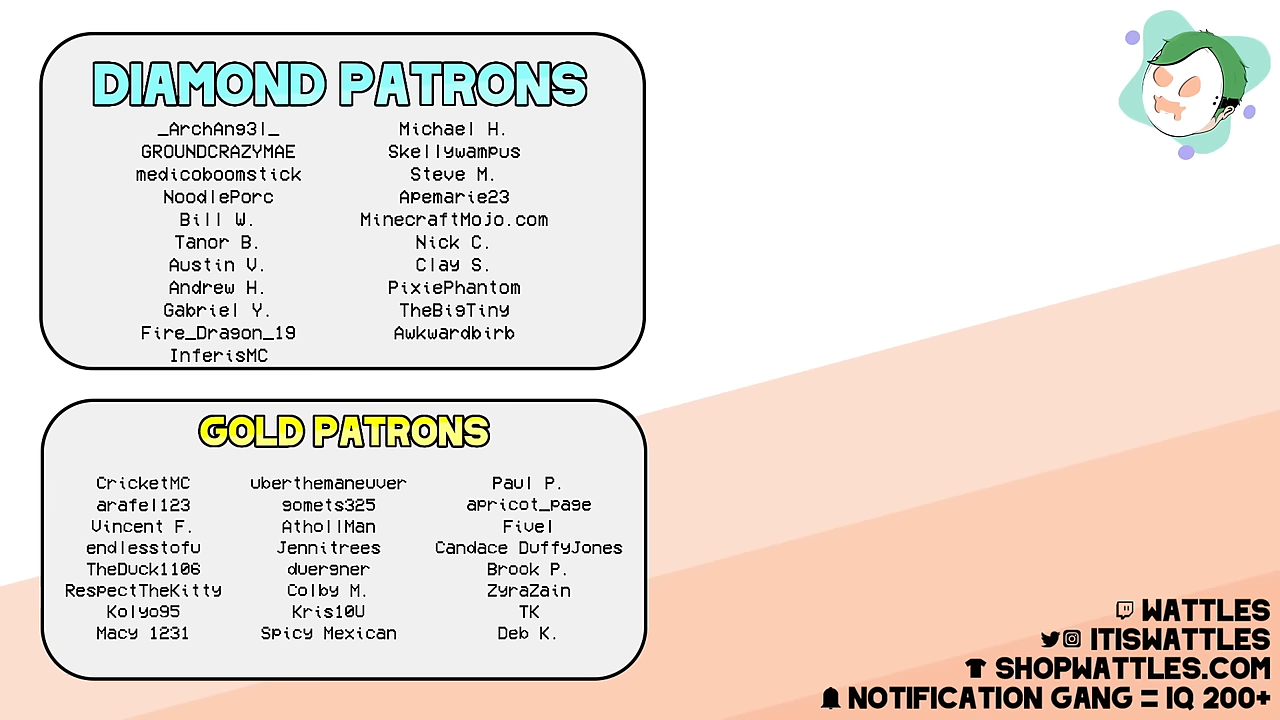 DIAMOND PATRONS
_ArchAng3l_ Michael H.
GROUNDCRAZYMAE Skellywampus
medicoboomstick Steve M.
NoodlePorc Apemarie23
Bill W. MinecraftMoJo.com
Tanor B. Nick C.
Austin V. Clay S.
Andrew H. PixiePhantom
Gabriel Y. TheBigTiny
Fire_Dragon_19 Awkwardbirb
InferisMC
GOLD PATRONS
CricketMC uberthemaneuver Paul P.
arafel123 gomets325 apricot_page
Vincent F. AthollMan Fivel
endlesstofu Jennitrees Candace DuffyJones
TheDuck1106 duergner Brook P.
RespectTheKitty Colby M. ZyraZain
Kolyo95 Kris10U TK
Macy 1231 Spicy Mexican Deb K.
WATTLES
ITISWATTLES
SHOPWATTLES.COM
NOTIFICATION GANG = IQ 200+